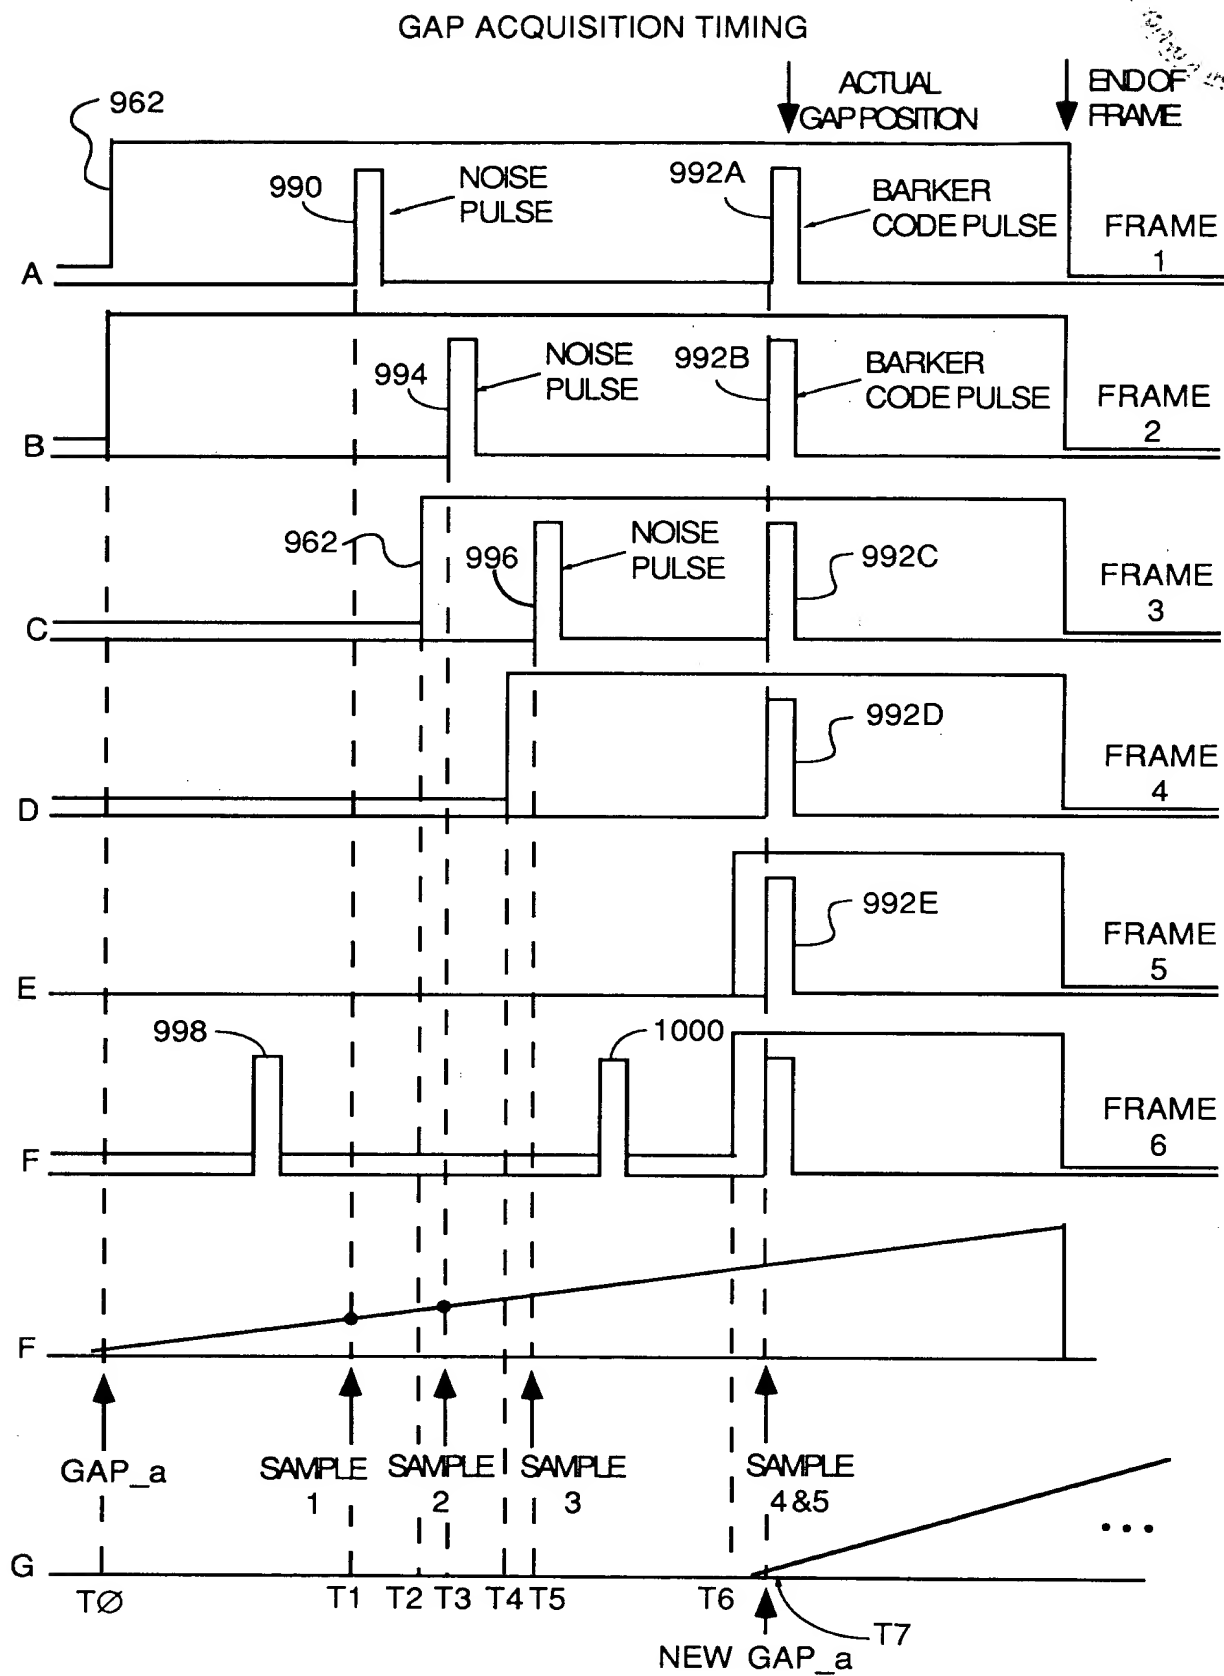 GAP ACQUISITION TIMING
ACTUAL
GAP POSITION
END OF
FRAME
962
990
NOISE
PULSE
992A
BARKER
CODE PULSE
FRAME
1
A
994
NOISE
PULSE
992B
BARKER
CODE PULSE
FRAME
2
B
962
996
NOISE
PULSE
992C
FRAME
3
C
992D
FRAME
4
D
992E
FRAME
5
E
998
1000
FRAME
6
F
F
GAP_a
SAMPLE
1
SAMPLE
2
SAMPLE
3
SAMPLE
4&5
...
G
TØ
T1
T2
T3
T4
T5
T6
T7
NEW GAP_a